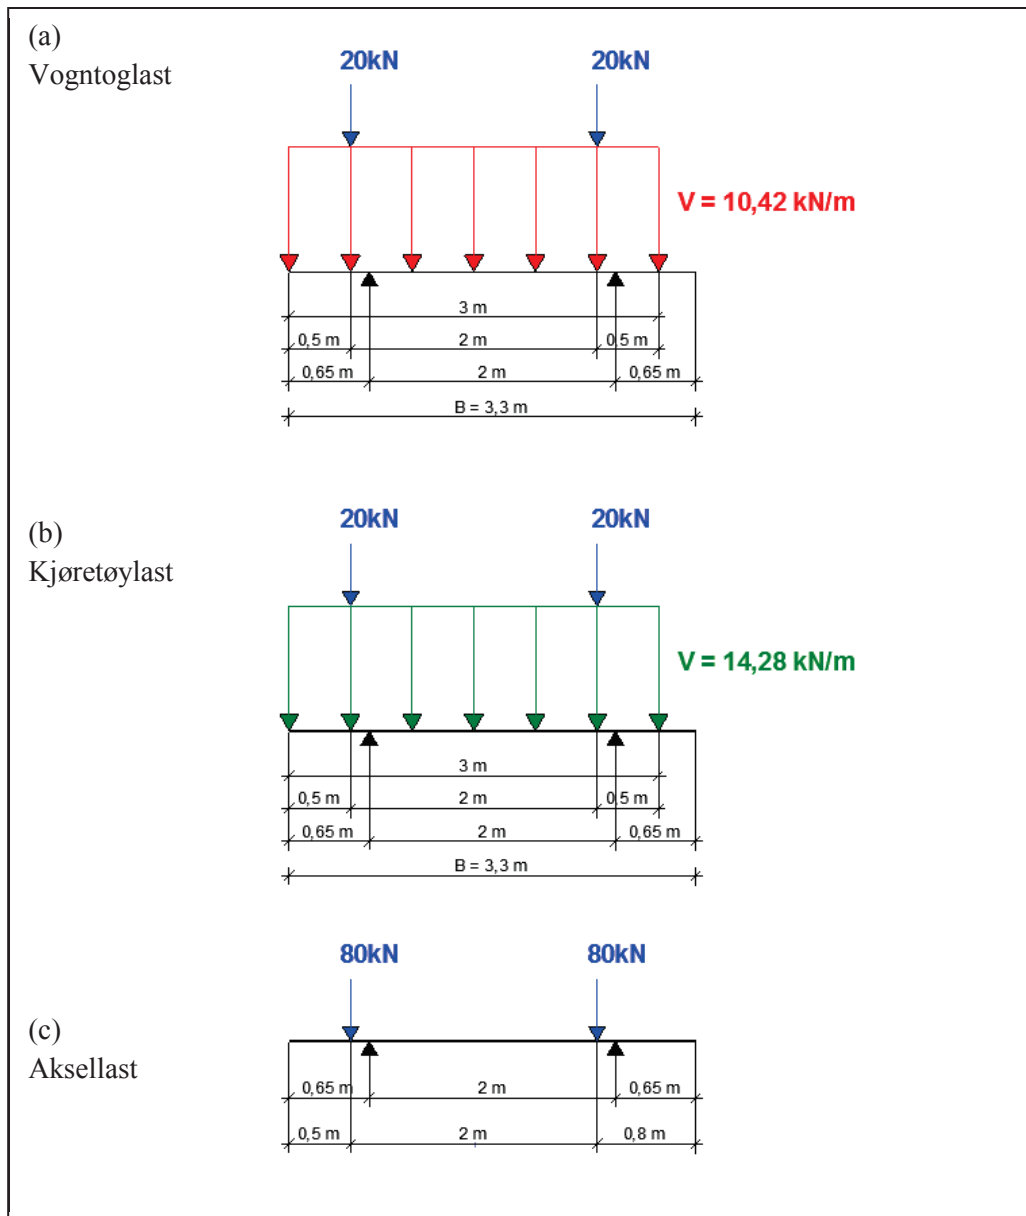 (a)
Vogntoglast
20kN 20kN
V = 10,42 kN/m
3 m
0,5 m 2 m 0,5 m
0,65 m 2 m 0,65 m
B = 3,3 m
(b)
Kjøretøylast
20kN 20kN
V = 14,28 kN/m
3 m
0,5 m 2 m 0,5 m
0,65 m 2 m 0,65 m
B = 3,3 m
(c)
Aksellast
80kN 80kN
0,65 m 2 m 0,65 m
0,5 m 2 m 0,8 m